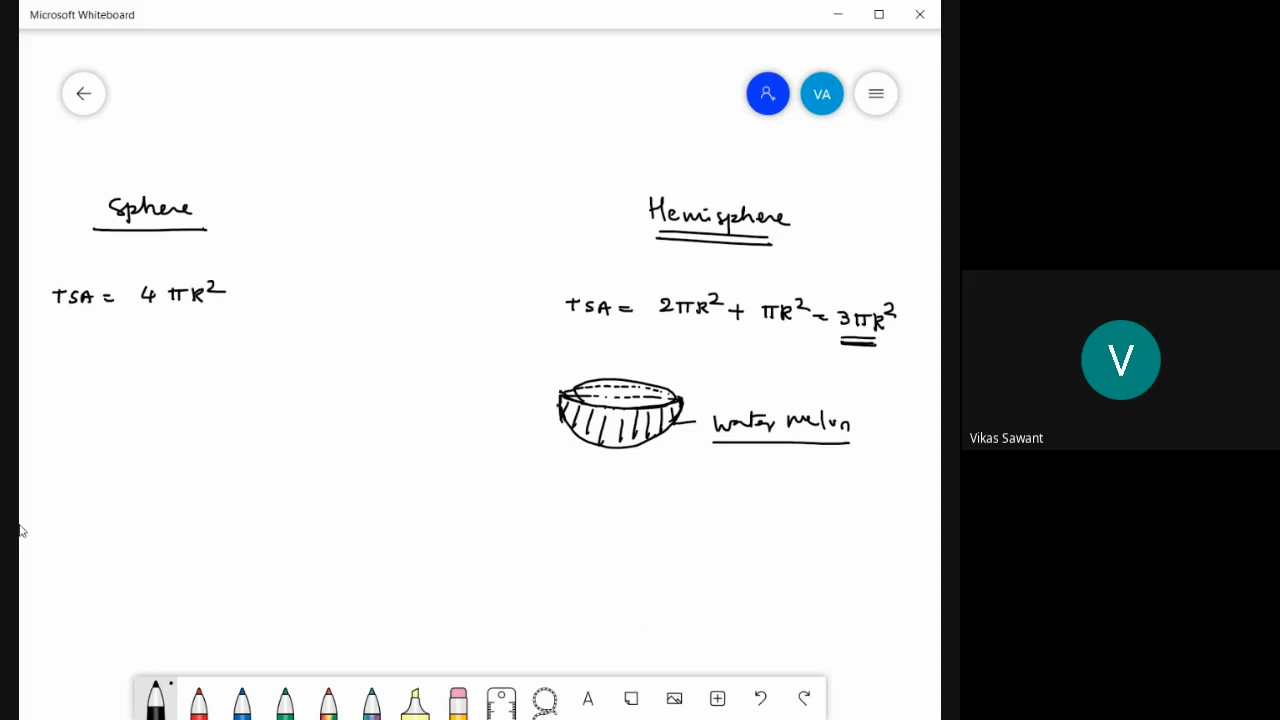 Microsoft Whiteboard
VA
Sphere
TSA = 4 πR²
Hemisphere
TSA = 2πR² + πR² = 3πR²
water melon
V
Vikas Sawant
A